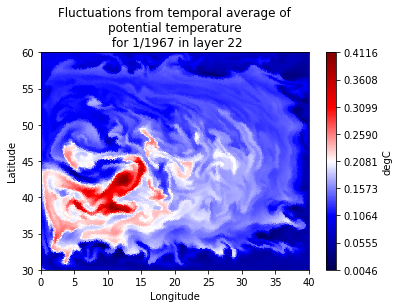 Fluctuations from temporal average of
potential temperature
for 1/1967 in layer 22
60
55
50
45
40
35
30
Latitude
0 5 10 15 20 25 30 35 40
Longitude
0.4116
0.3608
0.3099
0.2590
0.2081
0.1573
0.1064
0.0555
0.0046
degC